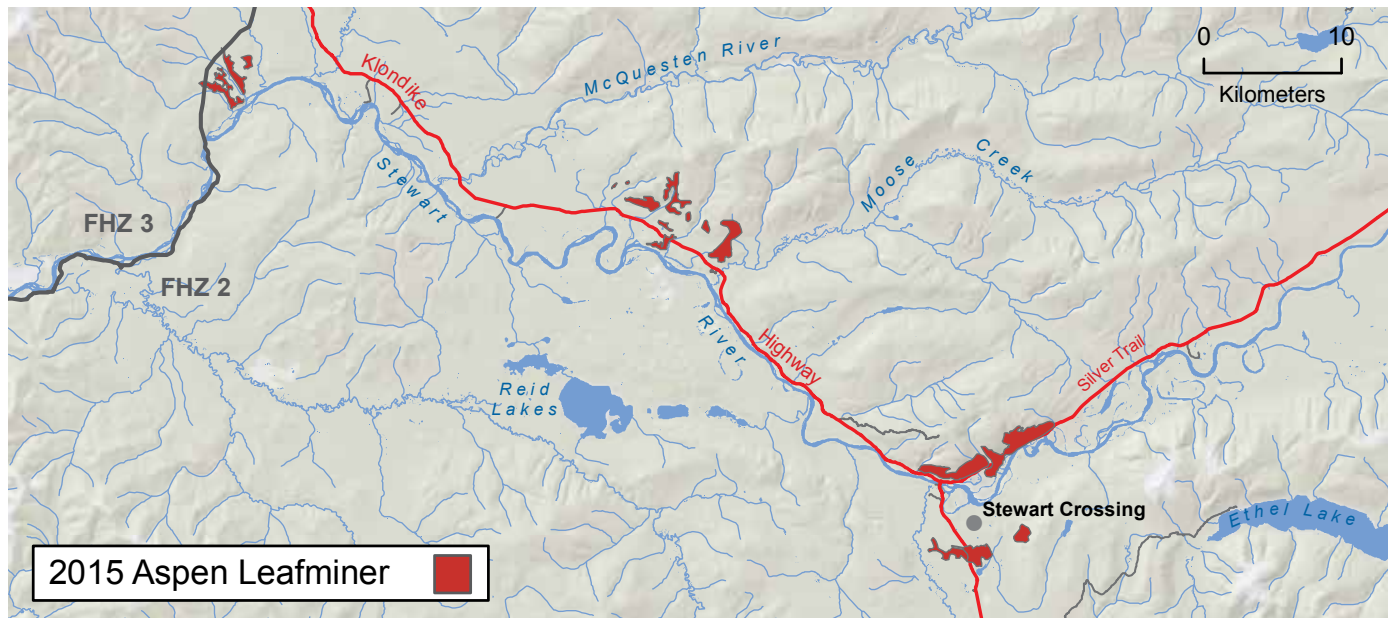 0 10
Kilometers
Klondike
McQuesten River
Stewart
Moose
Creek
FHZ 3
FHZ 2
River
Highway
Silver Trail
Reid
Lakes
Stewart Crossing
Ethel Lake
2015 Aspen Leafminer